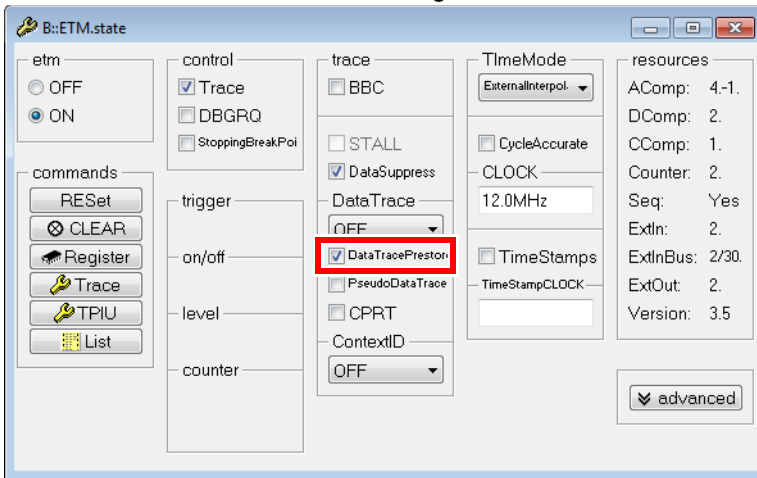 B::ETM.state
etm
OFF
ON
commands
RESet
CLEAR
Register
Trace
TPIU
List
control
Trace
DBGRQ
StoppingBreakPoi
trigger
on/off
level
counter
trace
BBC
STALL
DataSuppress
DataTrace
OFF
DataTracePrestor
PseudoDataTrace
CPRT
ContextID
OFF
TImeMode
ExternalInterpol.
CycleAccurate
CLOCK
12.0MHz
TimeStamps
TimeStampCLOCK
resources
AComp: 4.-1.
DComp: 2.
CComp: 1.
Counter: 2.
Seq: Yes
ExtIn: 2.
ExtInBus: 2/30.
ExtOut: 2.
Version: 3.5
advanced